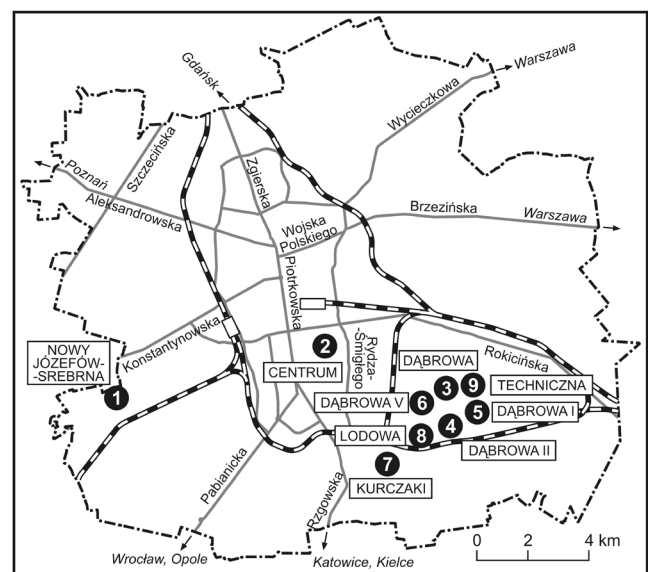 Gdańsk
Warszawa
Wycieczkowa
Szczecińska
Poznań
Aleksandrowska
Zgierska
Wojska
Polskiego
Brzezińska
Warszawa
Piotrkowska
Konstantynowska
NOWY
JÓZEFÓW-
-SREBRNA
1
2
CENTRUM
Rydza-
-Śmigłego
DĄBROWA
Rokicińska
3
9
TECHNICZNA
DĄBROWA V
6
5
DĄBROWA I
LODOWA
8
4
DĄBROWA II
7
KURCZAKI
Pabianicka
Rzgowska
Wrocław, Opole
Katowice, Kielce
0 2 4 km